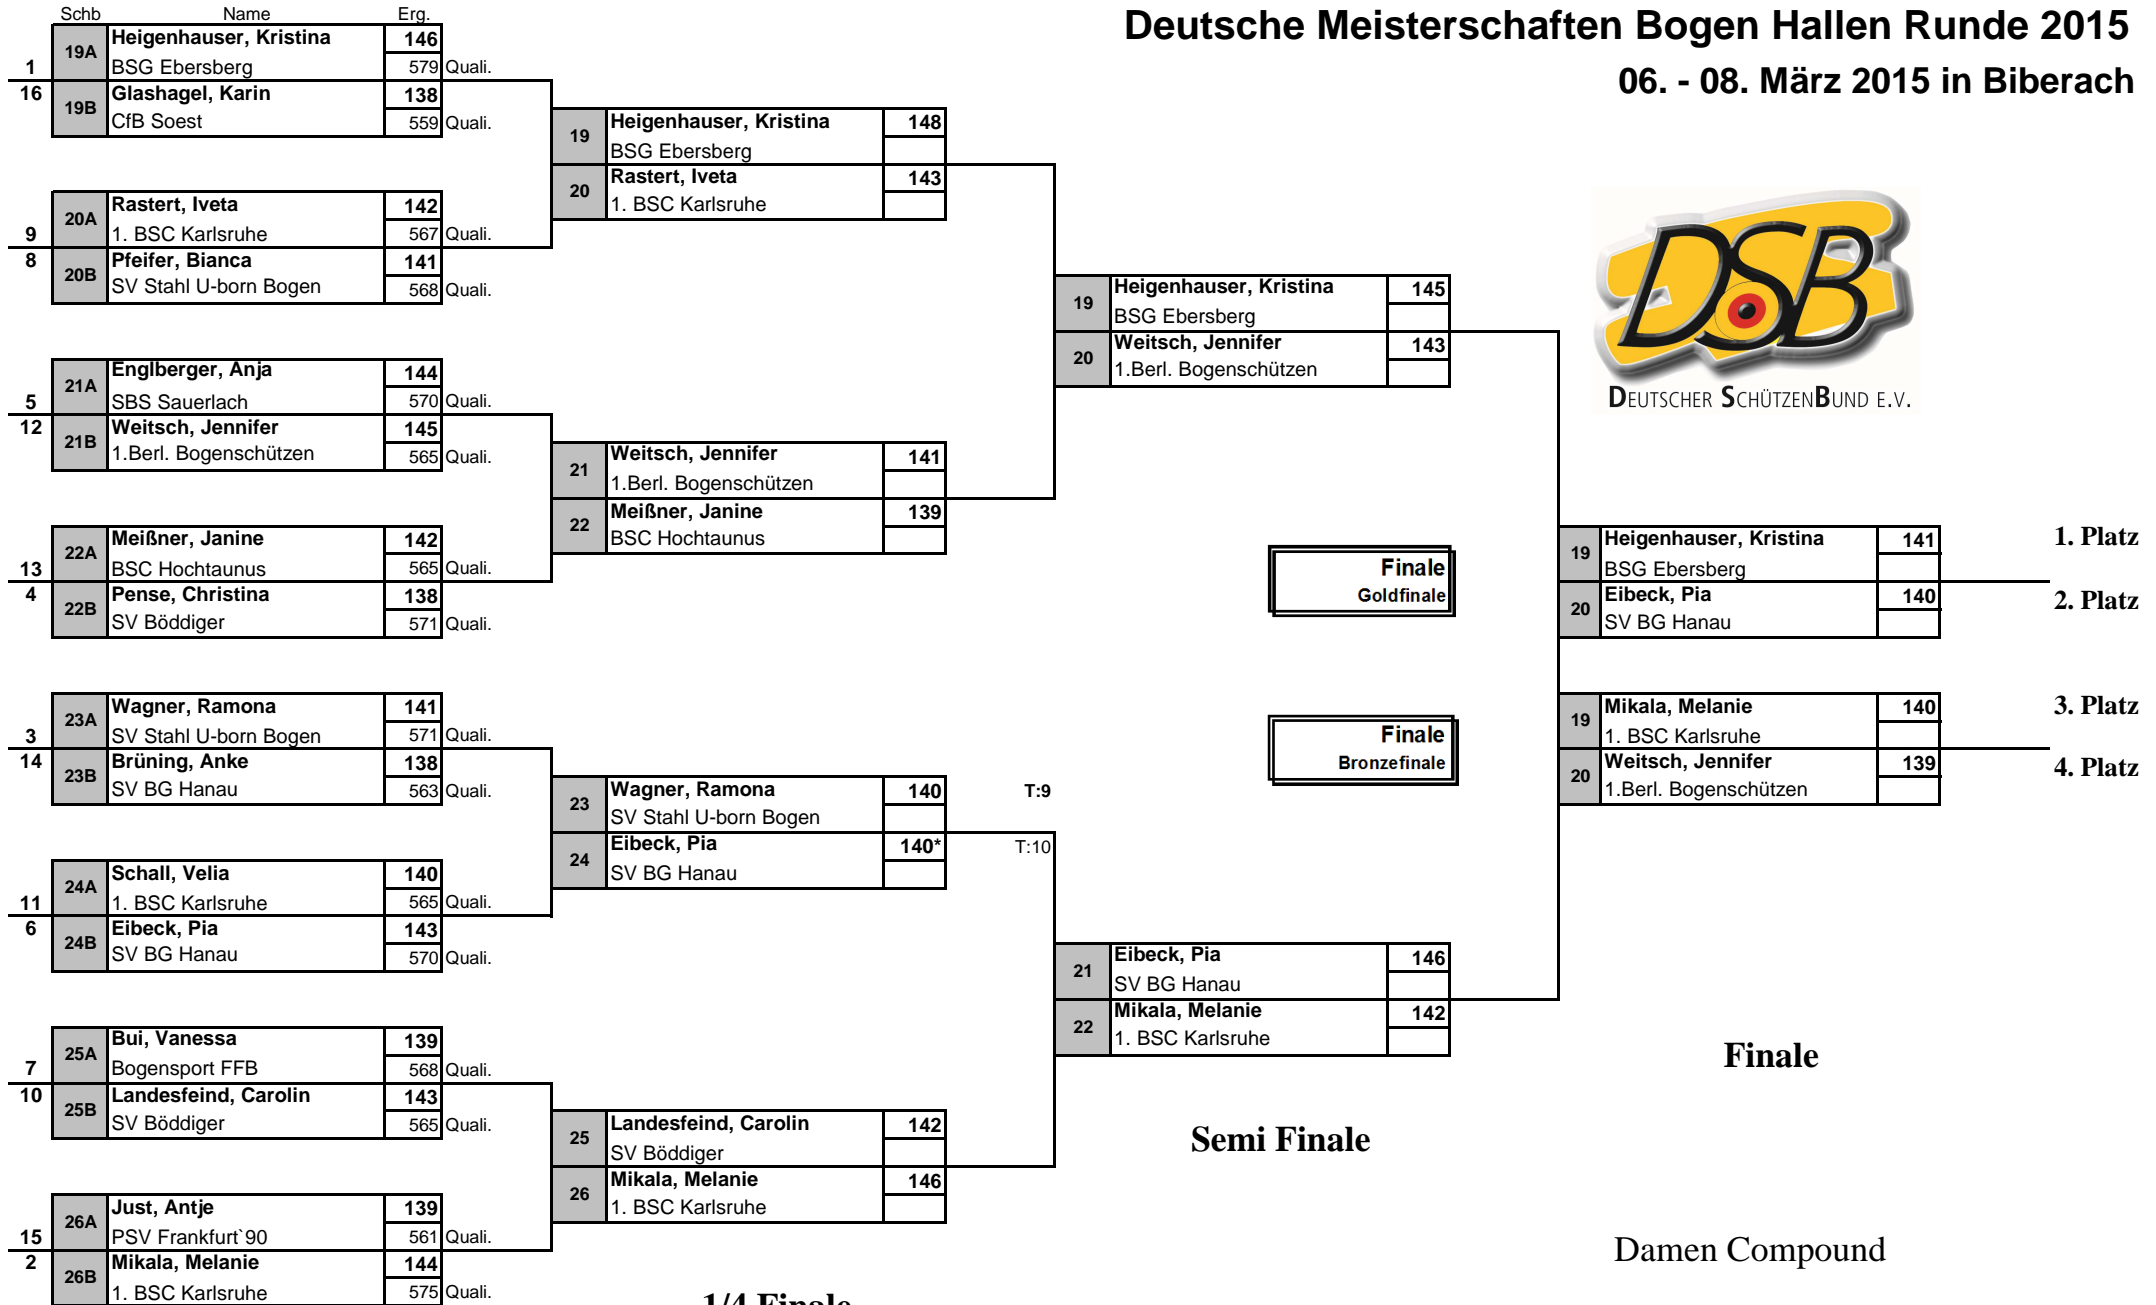 Deutsche Meisterschaften Bogen Hallen Runde 2015
06. - 08. März 2015 in Biberach
Schb Name Erg.
19A Heigenhauser, Kristina 146
1 BSG Ebersberg 579 Quali.
16 19B Glashagel, Karin 138
CfB Soest 559 Quali.
20A Rastert, Iveta 142
9 1. BSC Karlsruhe 567 Quali.
8 20B Pfeifer, Bianca 141
SV Stahl U-born Bogen 568 Quali.
21A Englberger, Anja 144
5 SBS Sauerlach 570 Quali.
12 21B Weitsch, Jennifer 145
1.Berl. Bogenschützen 565 Quali.
22A Meißner, Janine 142
13 BSC Hochtaunus 565 Quali.
4 22B Pense, Christina 138
SV Böddiger 571 Quali.
23A Wagner, Ramona 141
3 SV Stahl U-born Bogen 571 Quali.
14 23B Brüning, Anke 138
SV BG Hanau 563 Quali.
24A Schall, Velia 140
11 1. BSC Karlsruhe 565 Quali.
6 24B Eibeck, Pia 143
SV BG Hanau 570 Quali.
25A Bui, Vanessa 139
7 Bogensport FFB 568 Quali.
10 25B Landesfeind, Carolin 143
SV Böddiger 565 Quali.
26A Just, Antje 139
15 PSV Frankfurt`90 561 Quali.
2 26B Mikala, Melanie 144
1. BSC Karlsruhe 575 Quali.
19 Heigenhauser, Kristina 148
BSG Ebersberg
20 Rastert, Iveta 143
1. BSC Karlsruhe
21 Weitsch, Jennifer 141
1.Berl. Bogenschützen
22 Meißner, Janine 139
BSC Hochtaunus
23 Wagner, Ramona 140 T:9
SV Stahl U-born Bogen
24 Eibeck, Pia 140* T:10
SV BG Hanau
25 Landesfeind, Carolin 142
SV Böddiger
26 Mikala, Melanie 146
1. BSC Karlsruhe
1/4 Finale
19 Heigenhauser, Kristina 145
BSG Ebersberg
20 Weitsch, Jennifer 143
1.Berl. Bogenschützen
21 Eibeck, Pia 146
SV BG Hanau
22 Mikala, Melanie 142
1. BSC Karlsruhe
Semi Finale
DSB
DEUTSCHER SCHÜTZENBUND E.V.
Finale
Goldfinale
19 Heigenhauser, Kristina 141 1. Platz
BSG Ebersberg
20 Eibeck, Pia 140 2. Platz
SV BG Hanau
Finale
Bronzefinale
19 Mikala, Melanie 140 3. Platz
1. BSC Karlsruhe
20 Weitsch, Jennifer 139 4. Platz
1.Berl. Bogenschützen
Finale
Damen Compound